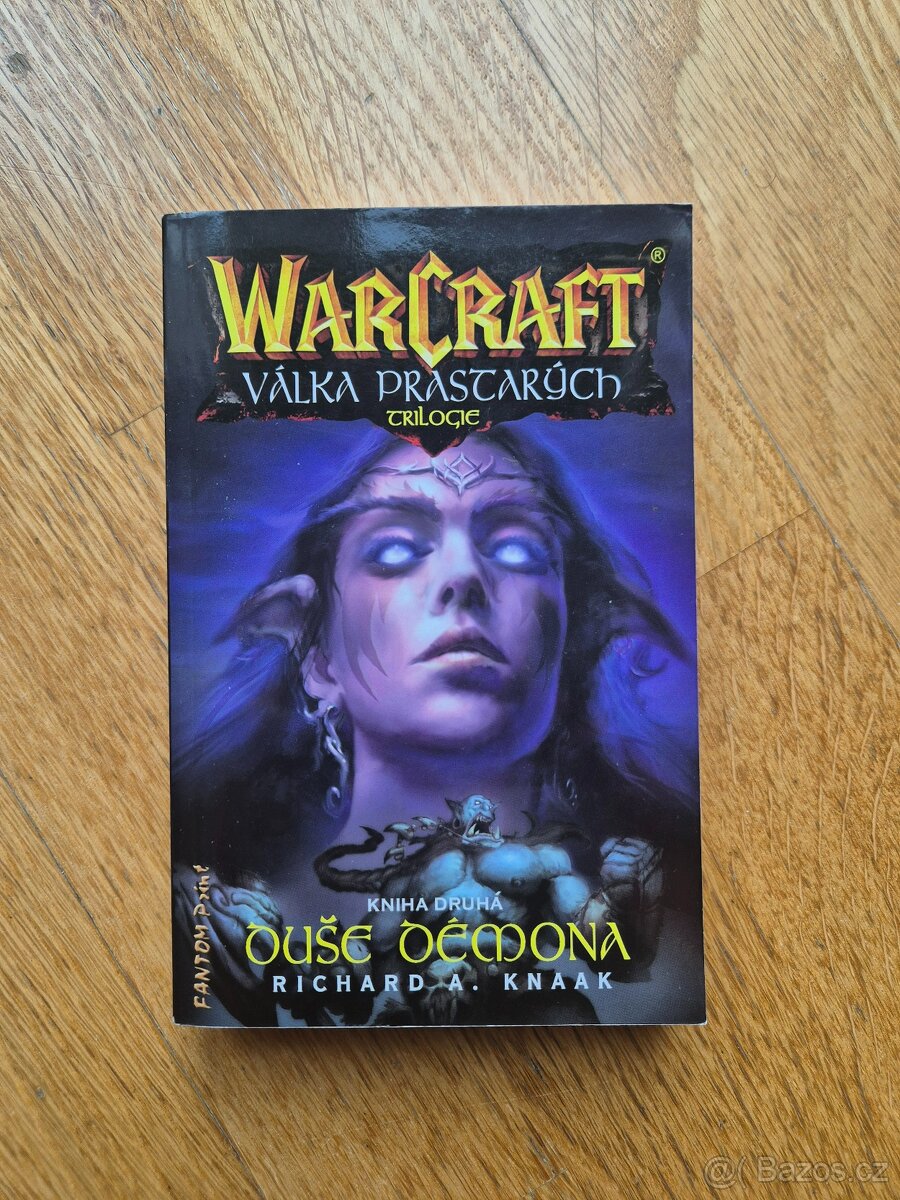 WARCRAFT®
VÁLKA PRASTARÝCH
TRILOGIE
KNIHA DRUHÁ
DUŠE DÉMONA
RICHARD A. KNAAK
FANTOM Print
@( Bazos.cz